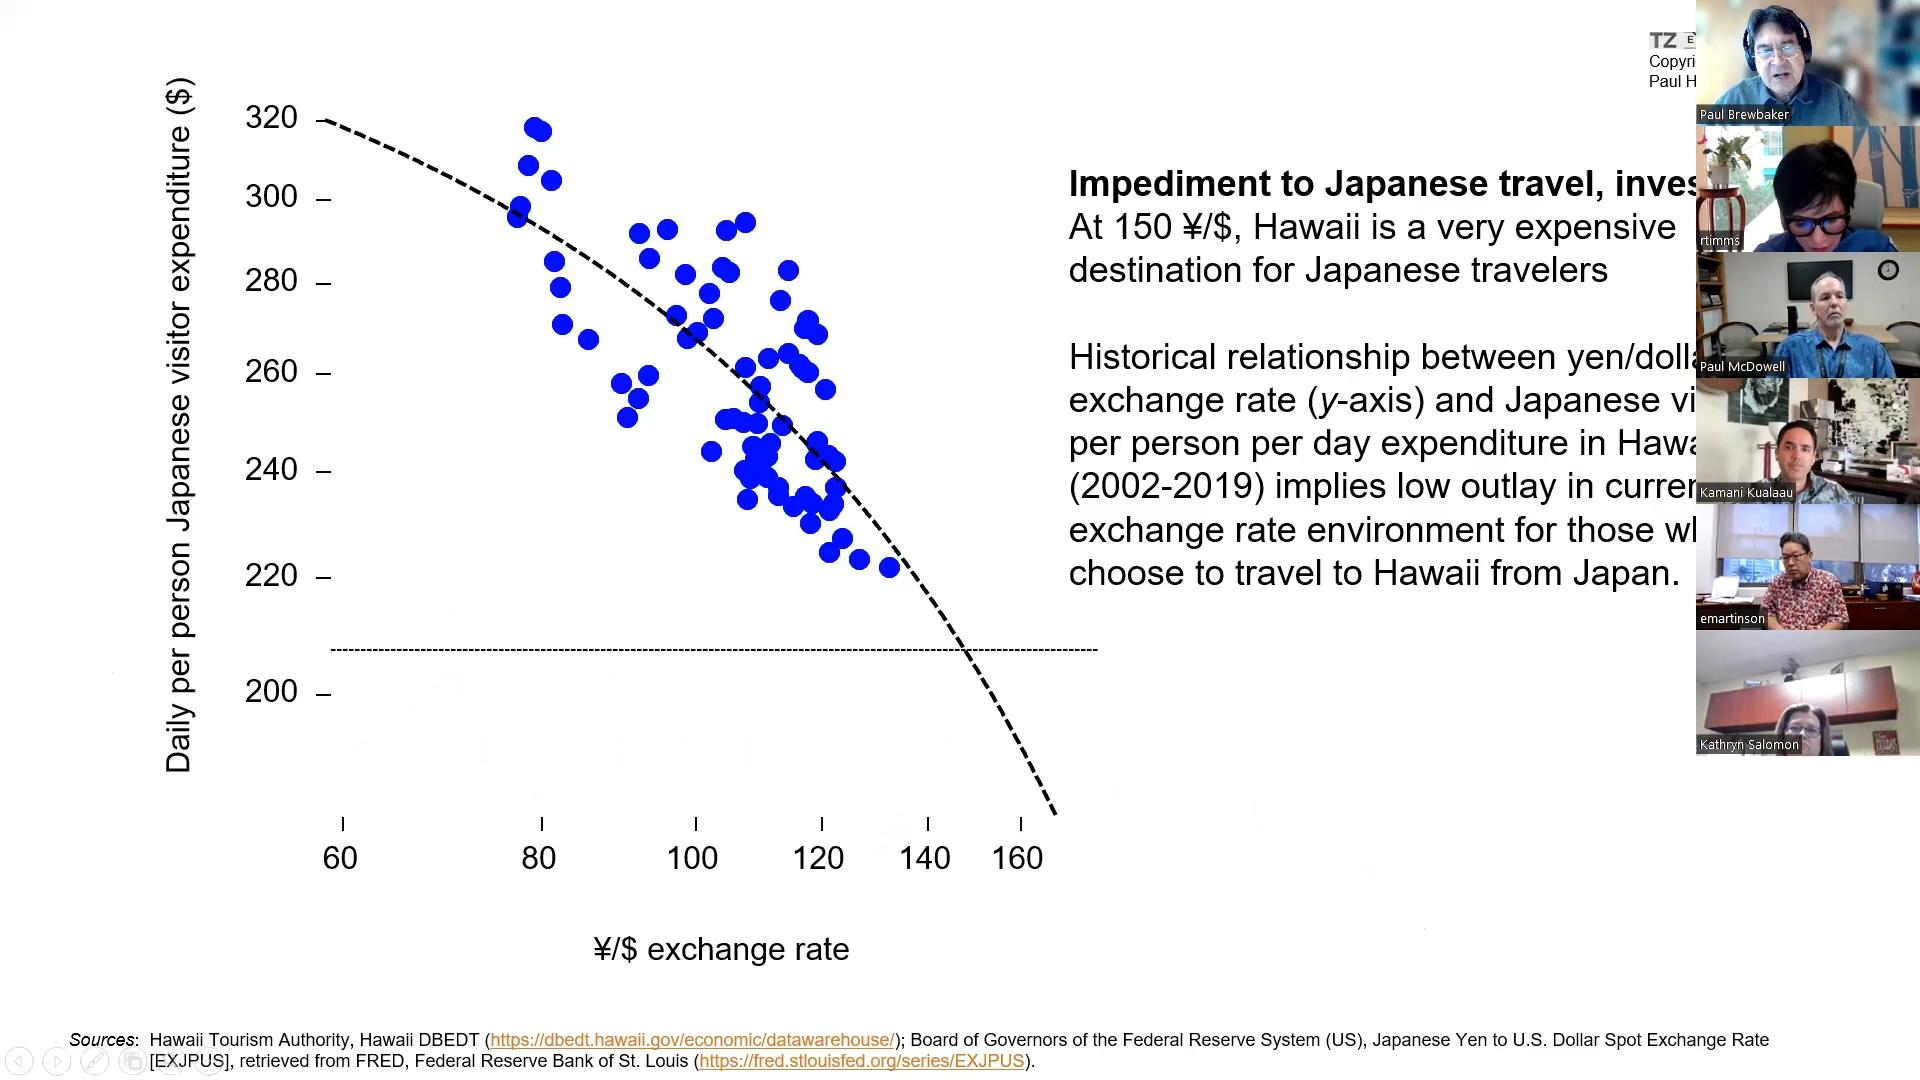 TZ E
Copyri
Paul H
Daily per person Japanese visitor expenditure ($)
320
300
280
260
240
220
200
60 80 100 120 140 160
¥/$ exchange rate
Impediment to Japanese travel, inves
At 150 ¥/$, Hawaii is a very expensive
destination for Japanese travelers
Historical relationship between yen/dolla
exchange rate (y-axis) and Japanese vi
per person per day expenditure in Hawa
(2002-2019) implies low outlay in curren
exchange rate environment for those wh
choose to travel to Hawaii from Japan.
Paul Brewbaker
rtimms
Paul McDowell
Kamani Kualaau
emartinson
Kathryn Salomon
Sources: Hawaii Tourism Authority, Hawaii DBEDT (https://dbedt.hawaii.gov/economic/datawarehouse/); Board of Governors of the Federal Reserve System (US), Japanese Yen to U.S. Dollar Spot Exchange Rate
[EXJPUS], retrieved from FRED, Federal Reserve Bank of St. Louis (https://fred.stlouisfed.org/series/EXJPUS).